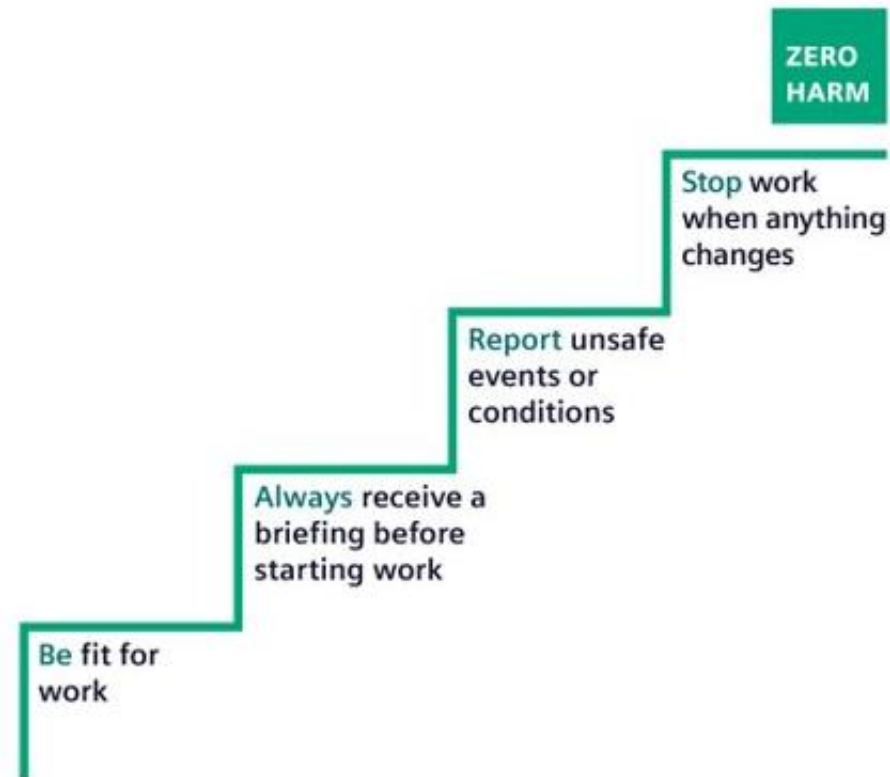 ZERO
HARM
Stop work
when anything
changes
Report unsafe
events or
conditions
Always receive a
briefing before
starting work
Be fit for
work